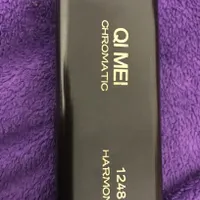 QI MEI
CHROMATIC
1248
HARMON